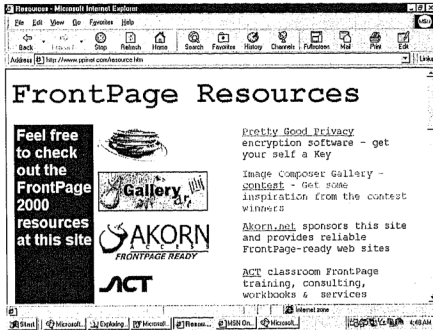 Resources - Microsoft Internet Explorer
File Edit View Go Favorites Help
Back Stop Refresh Home Search Favorites History Channels Fullscreen Mail Print Edit
Address http://www.ppinet.com/resource.htm Links
FrontPage Resources
Feel free
to check
out the
FrontPage
2000
resources
at this site
Gallery
AKORN
ACCESS
FRONTPAGE READY
ACT
Pretty Good Privacy
encryption software - get
your self a Key
Image Composer Gallery -
contest - Get some
inspiration from the contest
winners
Akorn.net sponsors this site
and provides reliable
FrontPage-ready web sites
ACT classroom FrontPage
training, consulting,
workbooks & services
Internet zone
Start Microsoft... Exploring... Microsoft... Resou... MSN On... Microsoft... 4:49 AM